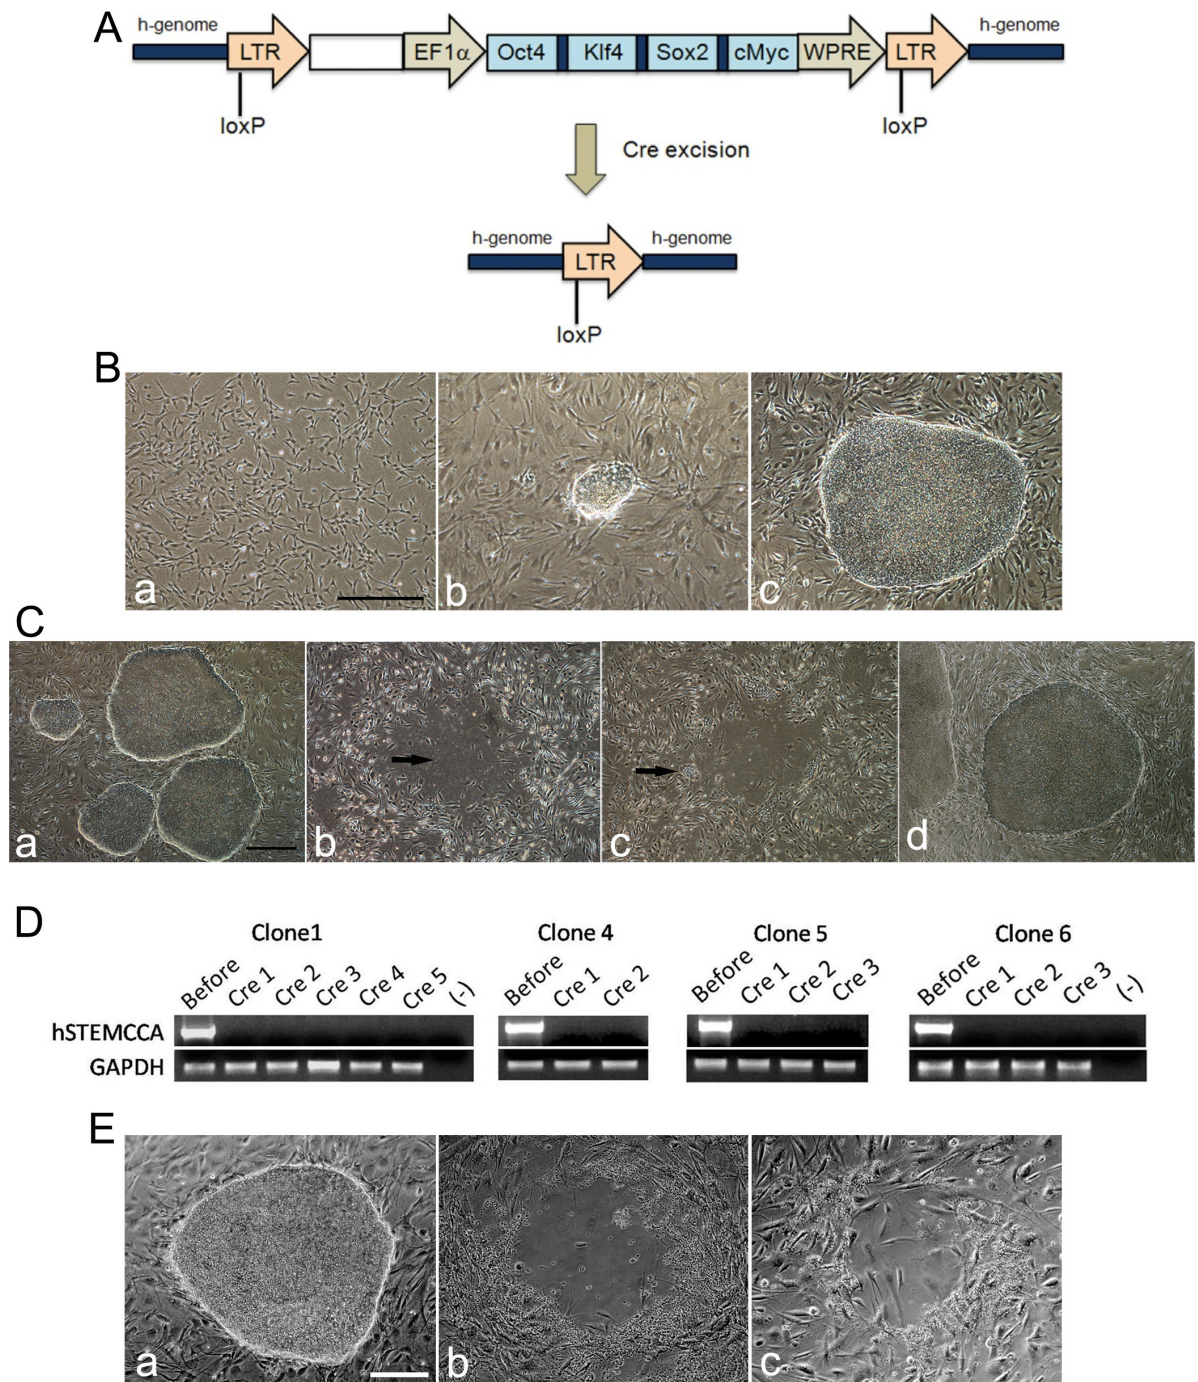 A
h-genome
h-genome
LTR
EF1α
Oct4
Klf4
Sox2
cMyc
WPRE
LTR
loxP
loxP
Cre excision
h-genome
h-genome
LTR
loxP
B
a
b
c
C
a
b
c
d
D
Clone1
Clone 4
Clone 5
Clone 6
Before Cre 1 Cre 2 Cre 3 Cre 4 Cre 5 (-)
Before Cre 1 Cre 2
Before Cre 1 Cre 2 Cre 3
Before Cre 1 Cre 2 Cre 3 (-)
hSTEMCCA
GAPDH
E
a
b
c